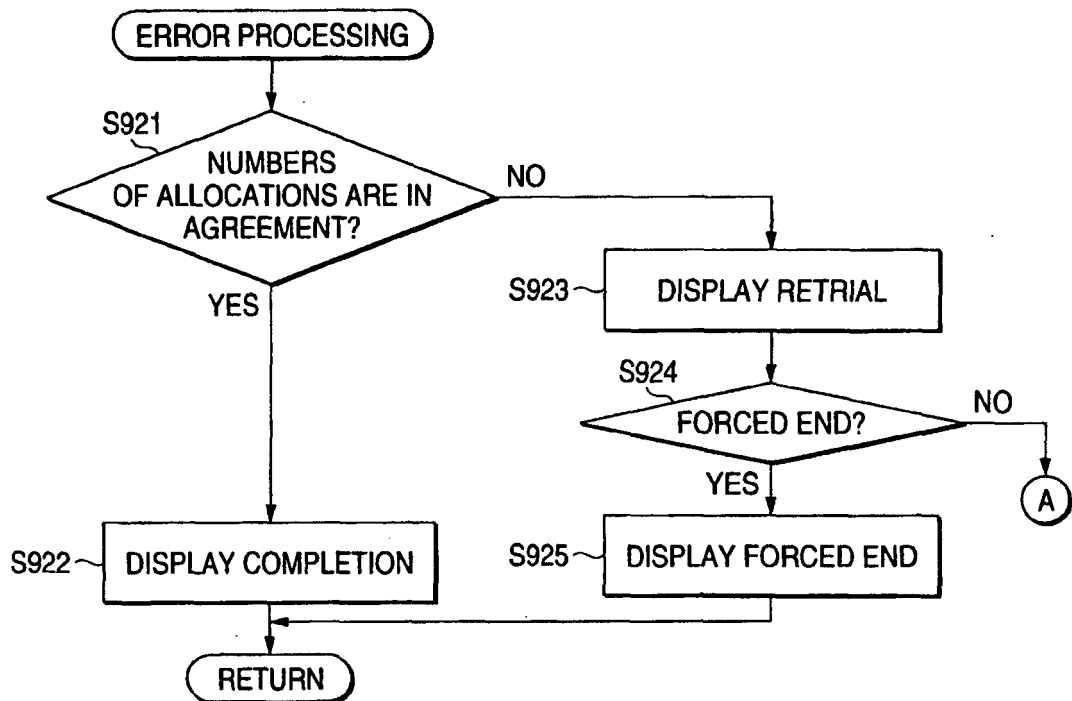 ERROR PROCESSING
S921
NUMBERS
OF ALLOCATIONS ARE IN
AGREEMENT?
NO
YES
S923
DISPLAY RETRIAL
S924
FORCED END?
NO
YES
A
S922
DISPLAY COMPLETION
S925
DISPLAY FORCED END
RETURN